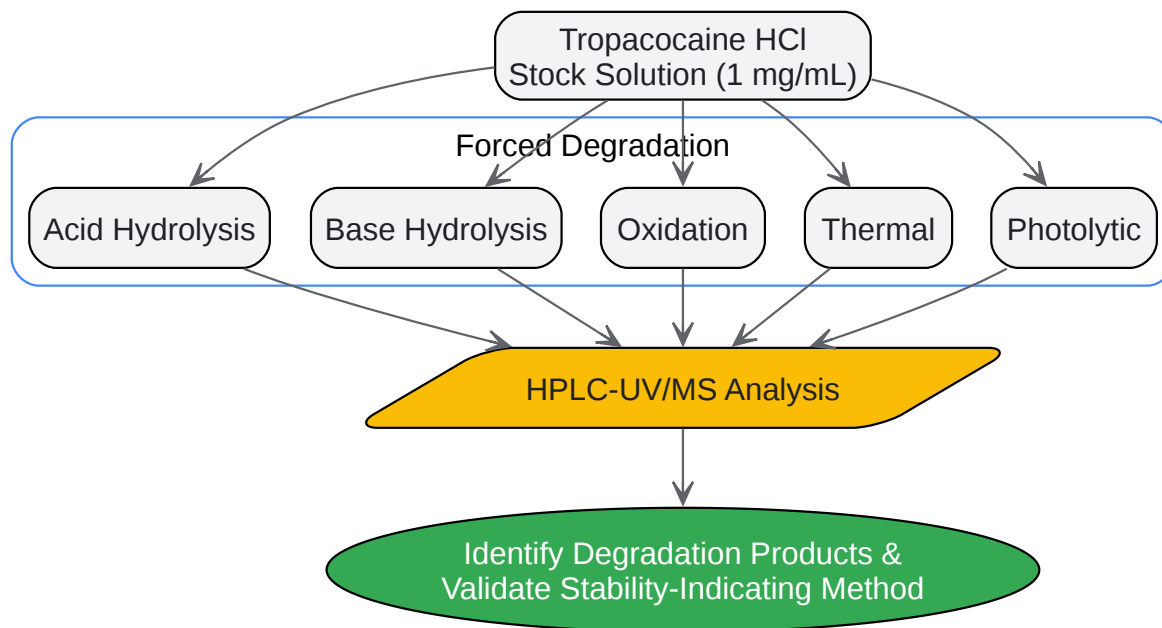 Tropacocaine HCl
Stock Solution (1 mg/mL)
Forced Degradation
Acid Hydrolysis
Base Hydrolysis
Oxidation
Thermal
Photolytic
HPLC-UV/MS Analysis
Identify Degradation Products &
Validate Stability-Indicating Method